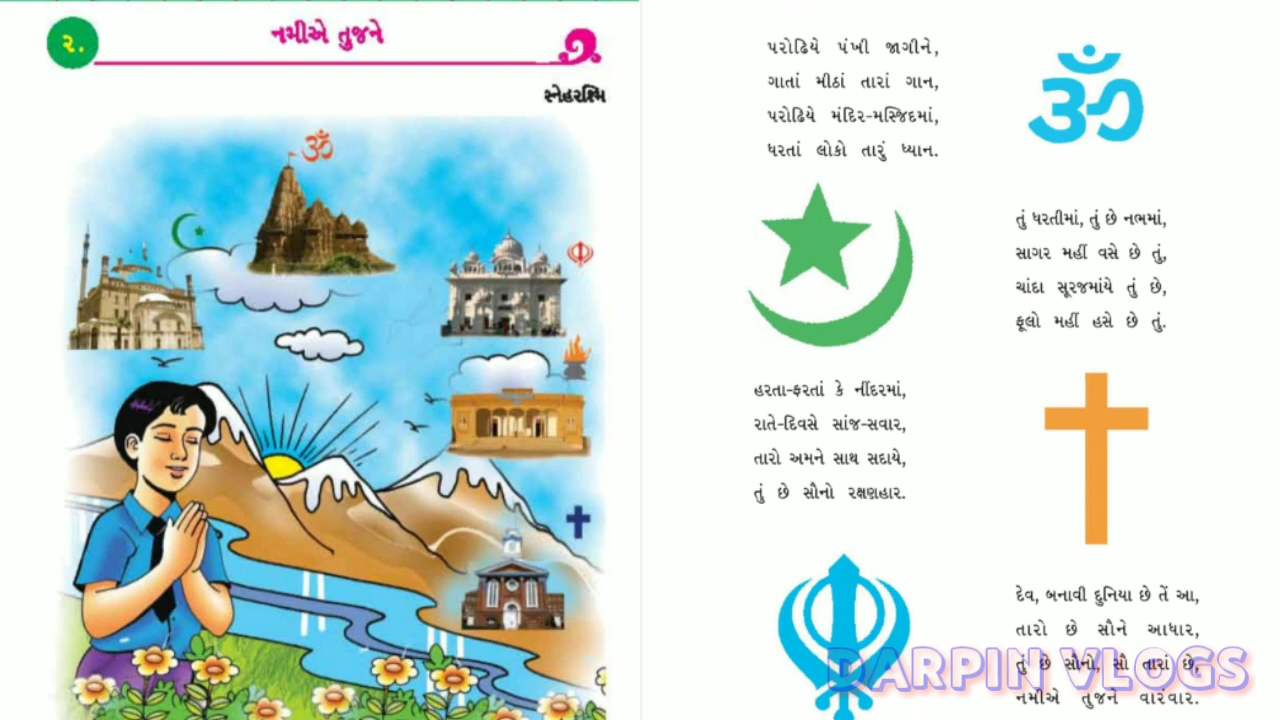 ૨.
નમીએ તુજને
સ્નેહરશ્મિ
પરોઢિયે પંખી જાગીને,
ગાતાં મીઠાં તારાં ગાન,
પરોઢિયે મંદિર-મસ્જિદમાં,
ધરતાં લોકો તારું ધ્યાન.
તું ધરતીમાં, તું છે નભમાં,
સાગર મહીં વસે છે તું,
ચાંદા સૂરજમાંયે તું છે,
ફૂલો મહીં હસે છે તું.
હરતા-ફરતાં કે નીંદરમાં,
રાતે-દિવસે સાંજ-સવાર,
તારો અમને સાથ સદાયે,
તું છે સૌનો રક્ષણહાર.
દેવ, બનાવી દુનિયા છે તેં આ,
તારો છે સૌને આધાર,
તું છે સૌનો, સૌ તારાં છે,
નમીએ તુજને વારંવાર.
ॐ
ॐ
DARPIN VLOGS